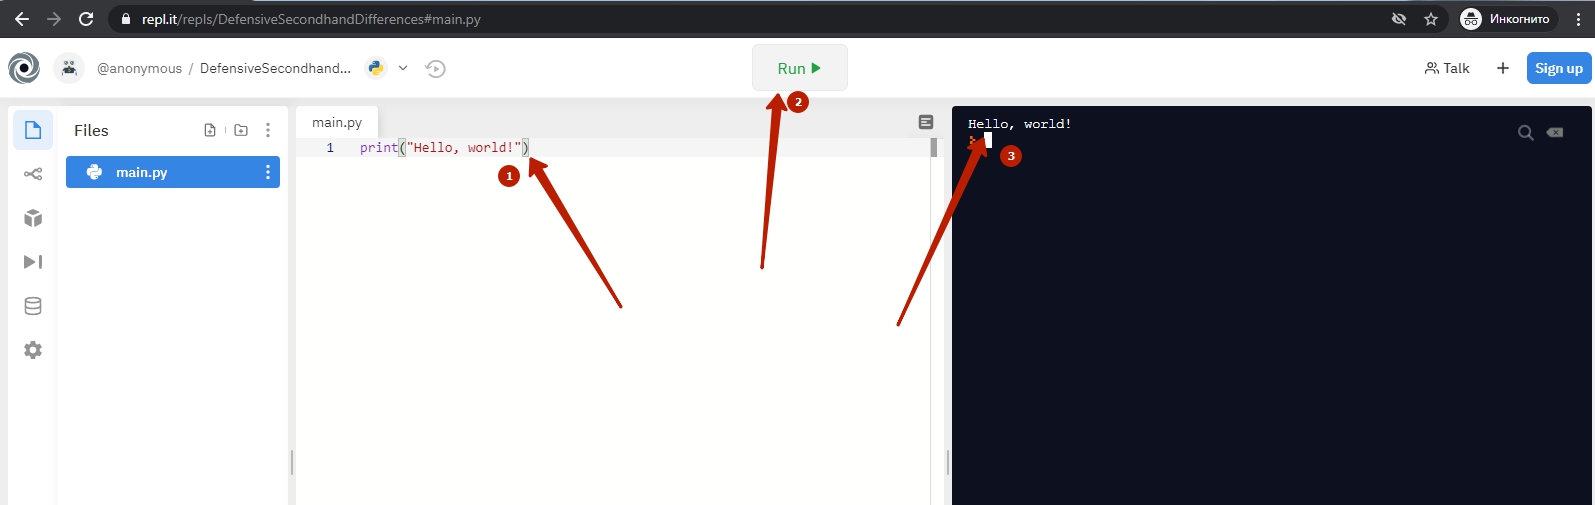 repl.it/repls/DefensiveSecondhandDifferences#main.py
Инкогнито
@anonymous / DefensiveSecondhand...
Run
Talk
Sign up
2
Files
main.py
main.py
1 print("Hello, world!")
1
Hello, world!
3